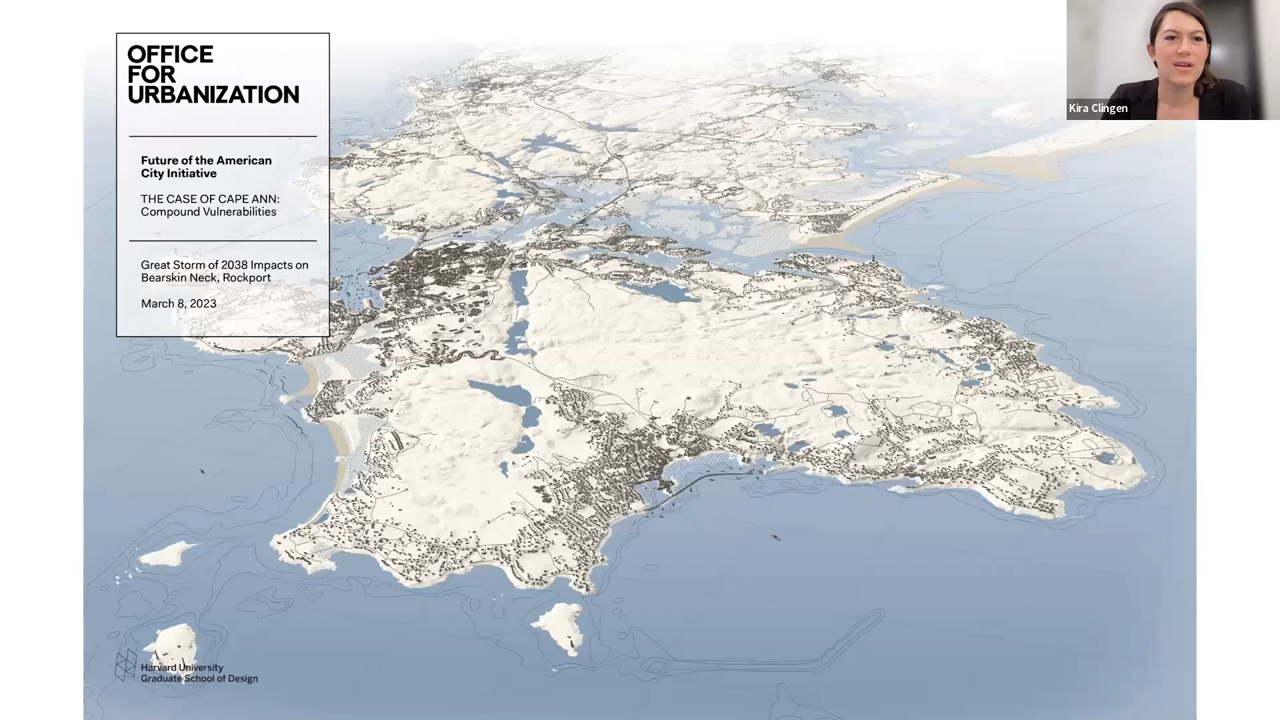 OFFICE
FOR
URBANIZATION
Future of the American
City Initiative
THE CASE OF CAPE ANN:
Compound Vulnerabilities
Great Storm of 2038 Impacts on
Bearskin Neck, Rockport
March 8, 2023
Kira Clingen
Harvard University
Graduate School of Design